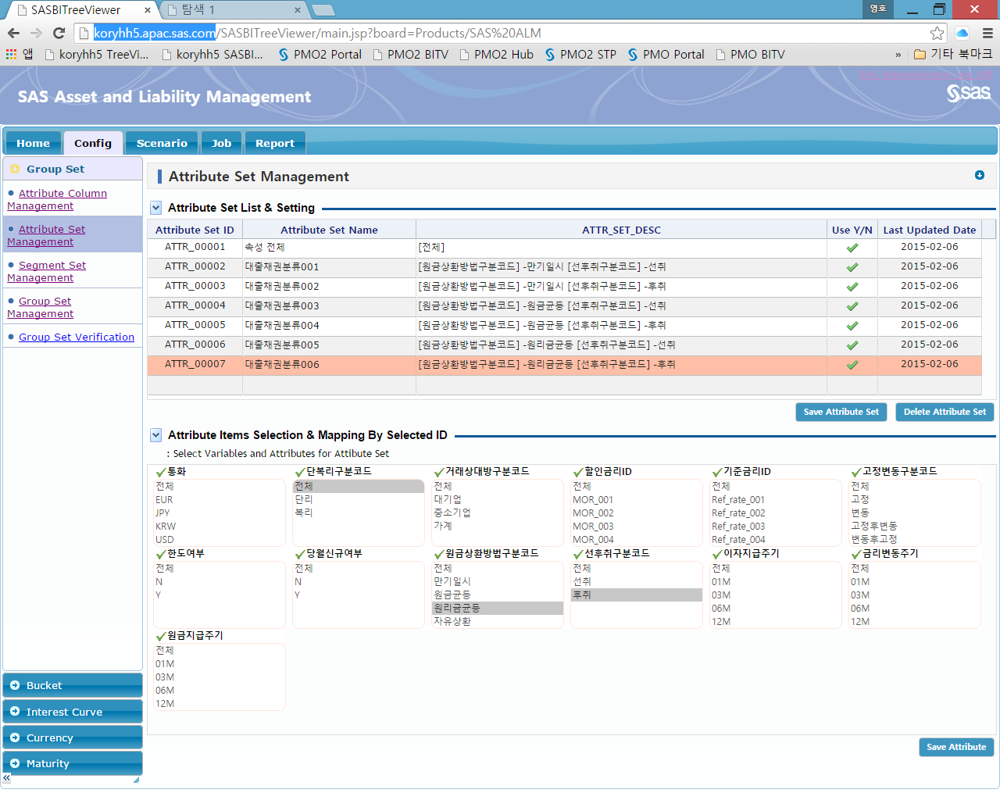 SASBITreeViewer
탐색 1
영호
koryhh5.apac.sas.com/SASBITreeViewer/main.jsp?board=Products/SAS%20ALM
앱 koryhh5 TreeVi... koryhh5 SASBI... PMO2 Portal PMO2 BITV PMO2 Hub PMO2 STP PMO Portal PMO BITV » 기타 북마크
SAS Asset and Liability Management
sas
Home Config Scenario Job Report
Group Set
Attribute Column
Management
Attribute Set
Management
Segment Set
Management
Group Set
Management
Group Set Verification
Bucket
Interest Curve
Currency
Maturity
«
Attribute Set Management
Attribute Set List & Setting
Attribute Set ID Attribute Set Name ATTR_SET_DESC Use Y/N Last Updated Date
ATTR_00001 속성 전체 [전체] 2015-02-06
ATTR_00002 대출채권분류001 [원금상환방법구분코드] -만기일시 [선후취구분코드] -선취 2015-02-06
ATTR_00003 대출채권분류002 [원금상환방법구분코드] -만기일시 [선후취구분코드] -후취 2015-02-06
ATTR_00004 대출채권분류003 [원금상환방법구분코드] -원금균등 [선후취구분코드] -선취 2015-02-06
ATTR_00005 대출채권분류004 [원금상환방법구분코드] -원금균등 [선후취구분코드] -후취 2015-02-06
ATTR_00006 대출채권분류005 [원금상환방법구분코드] -원리금균등 [선후취구분코드] -선취 2015-02-06
ATTR_00007 대출채권분류006 [원금상환방법구분코드] -원리금균등 [선후취구분코드] -후취 2015-02-06
Save Attribute Set Delete Attribute Set
Attribute Items Selection & Mapping By Selected ID
: Select Variables and Attributes for Attibute Set
통화
전체
EUR
JPY
KRW
USD
단복리구분코드
전체
단리
복리
거래상대방구분코드
전체
대기업
중소기업
가계
할인금리ID
전체
MOR_001
MOR_002
MOR_003
MOR_004
기준금리ID
전체
Ref_rate_001
Ref_rate_002
Ref_rate_003
Ref_rate_004
고정변동구분코드
전체
고정
변동
고정후변동
변동후고정
한도여부
전체
N
Y
당월신규여부
전체
N
Y
원금상환방법구분코드
전체
만기일시
원금균등
원리금균등
자유상환
선후취구분코드
전체
선취
후취
이자지급주기
전체
01M
03M
06M
12M
금리변동주기
전체
01M
03M
06M
12M
원금지급주기
전체
01M
03M
06M
12M
Save Attribute